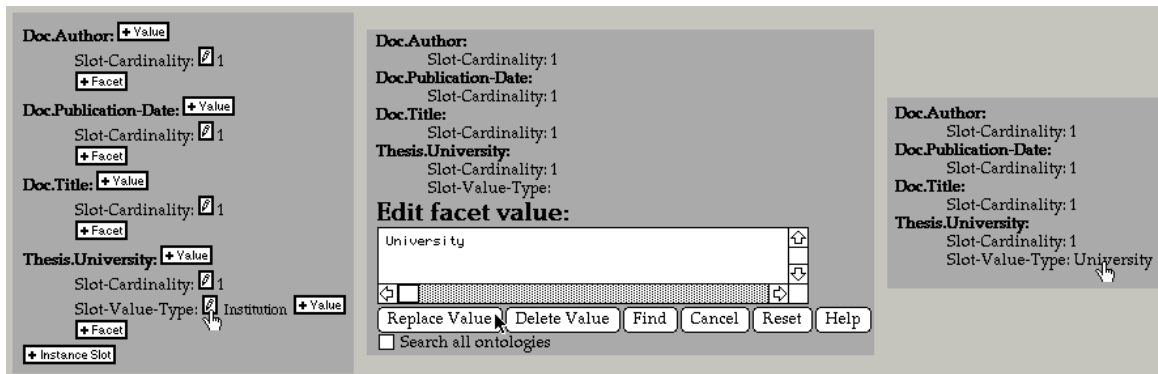 Doc.Author: + Value
Slot-Cardinality: 1
+ Facet
Doc.Publication-Date: + Value
Slot-Cardinality: 1
+ Facet
Doc.Title: + Value
Slot-Cardinality: 1
+ Facet
Thesis.University: + Value
Slot-Cardinality: 1
Slot-Value-Type: Institution + Value
+ Facet
+ Instance Slot
Doc.Author:
Slot-Cardinality: 1
Doc.Publication-Date:
Slot-Cardinality: 1
Doc.Title:
Slot-Cardinality: 1
Thesis.University:
Slot-Cardinality: 1
Slot-Value-Type:
Edit facet value:
University
Replace Value Delete Value Find Cancel Reset Help
Search all ontologies
Doc.Author:
Slot-Cardinality: 1
Doc.Publication-Date:
Slot-Cardinality: 1
Doc.Title:
Slot-Cardinality: 1
Thesis.University:
Slot-Cardinality: 1
Slot-Value-Type: University